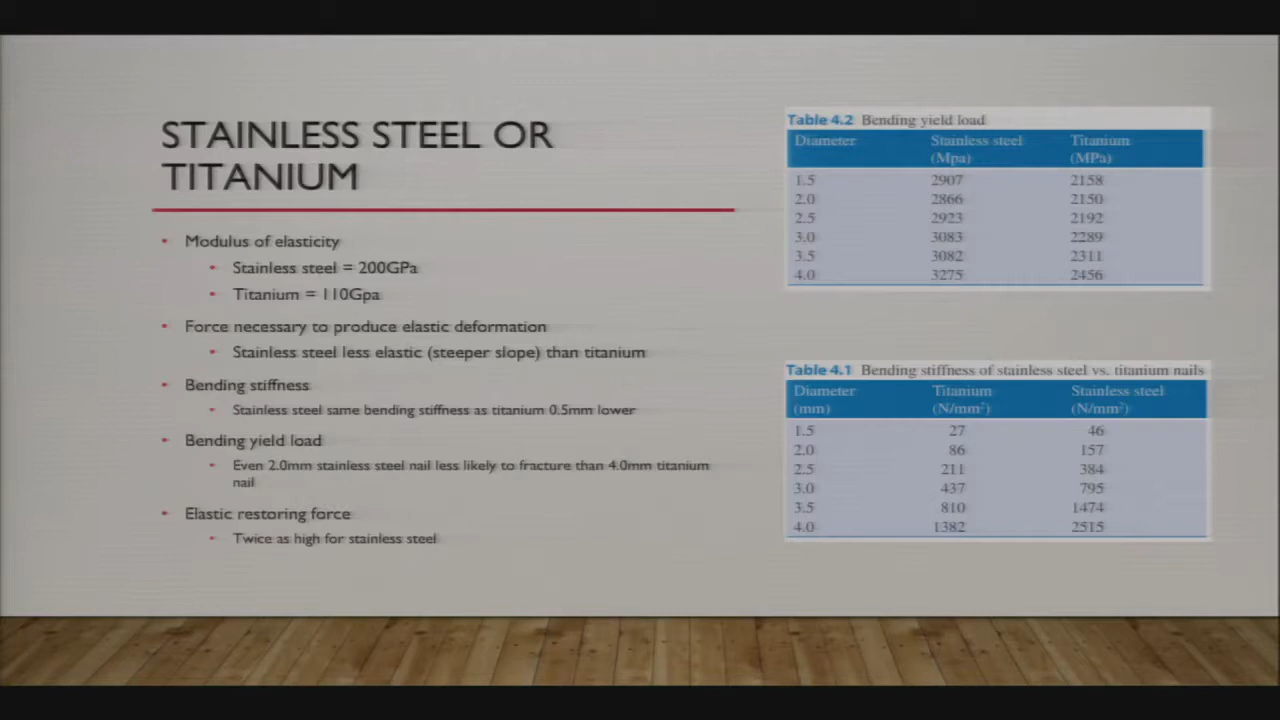 STAINLESS STEEL OR
TITANIUM
• Modulus of elasticity
• Stainless steel = 200GPa
• Titanium = 110Gpa
• Force necessary to produce elastic deformation
• Stainless steel less elastic (steeper slope) than titanium
• Bending stiffness
• Stainless steel same bending stiffness as titanium 0.5mm lower
• Bending yield load
• Even 2.0mm stainless steel nail less likely to fracture than 4.0mm titanium
nail
• Elastic restoring force
• Twice as high for stainless steel
Table 4.2 Bending yield load
Diameter Stainless steel Titanium
(Mpa) (MPa)
1.5 2907 2158
2.0 2866 2150
2.5 2923 2192
3.0 3083 2289
3.5 3082 2311
4.0 3275 2456
Table 4.1 Bending stiffness of stainless steel vs. titanium nails
Diameter Titanium Stainless steel
(mm) (N/mm²) (N/mm²)
1.5 27 46
2.0 86 157
2.5 211 384
3.0 437 795
3.5 810 1474
4.0 1382 2515